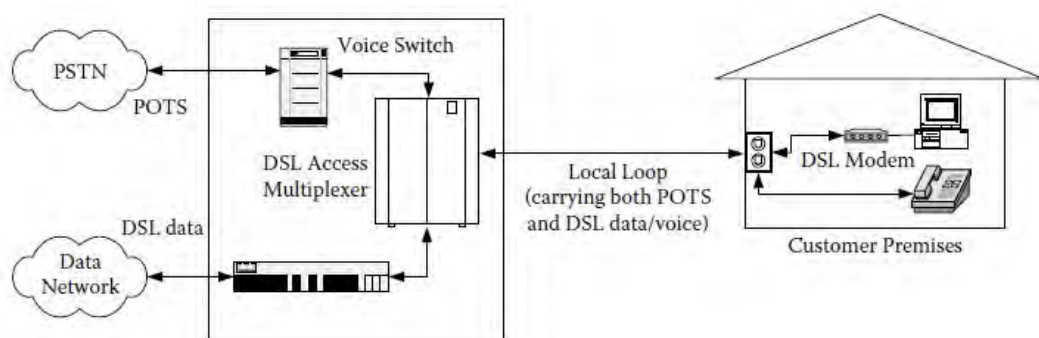 PSTN
POTS
Voice Switch
DSL Access
Multiplexer
DSL data
Data
Network
Local Loop
(carrying both POTS
and DSL data/voice)
DSL Modem
Customer Premises